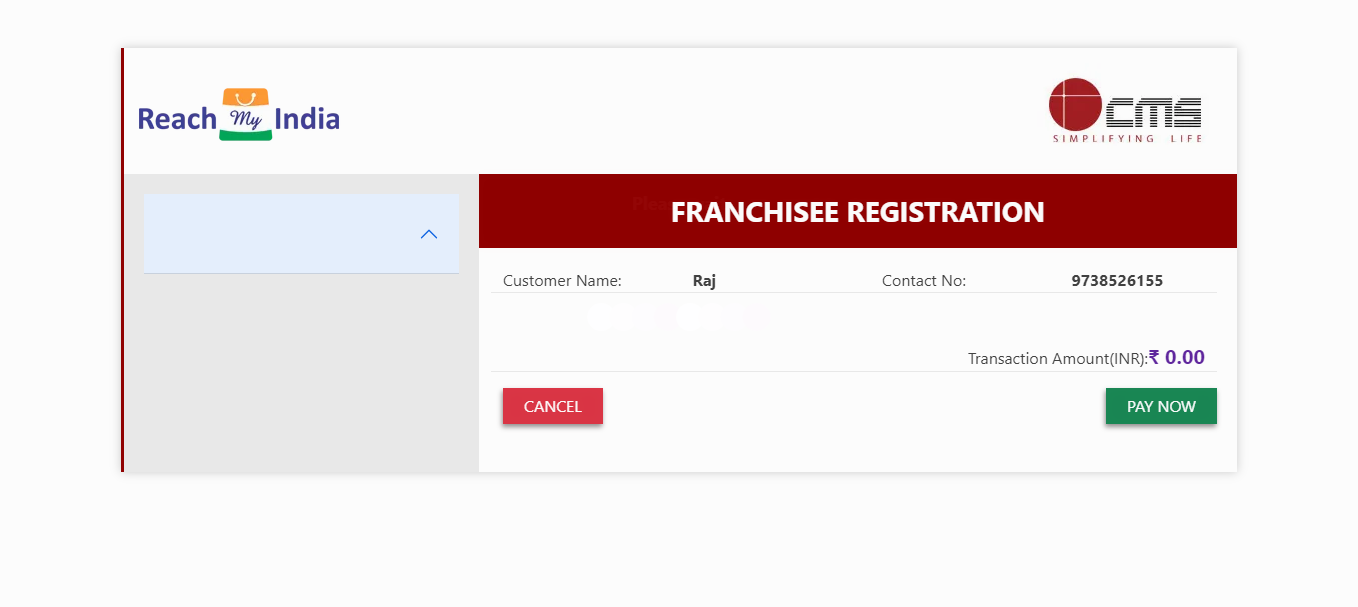 Reach My India
CMS
SIMPLIFYING LIFE
FRANCHISEE REGISTRATION
Customer Name: Raj Contact No: 9738526155
Transaction Amount(INR):₹ 0.00
CANCEL PAY NOW